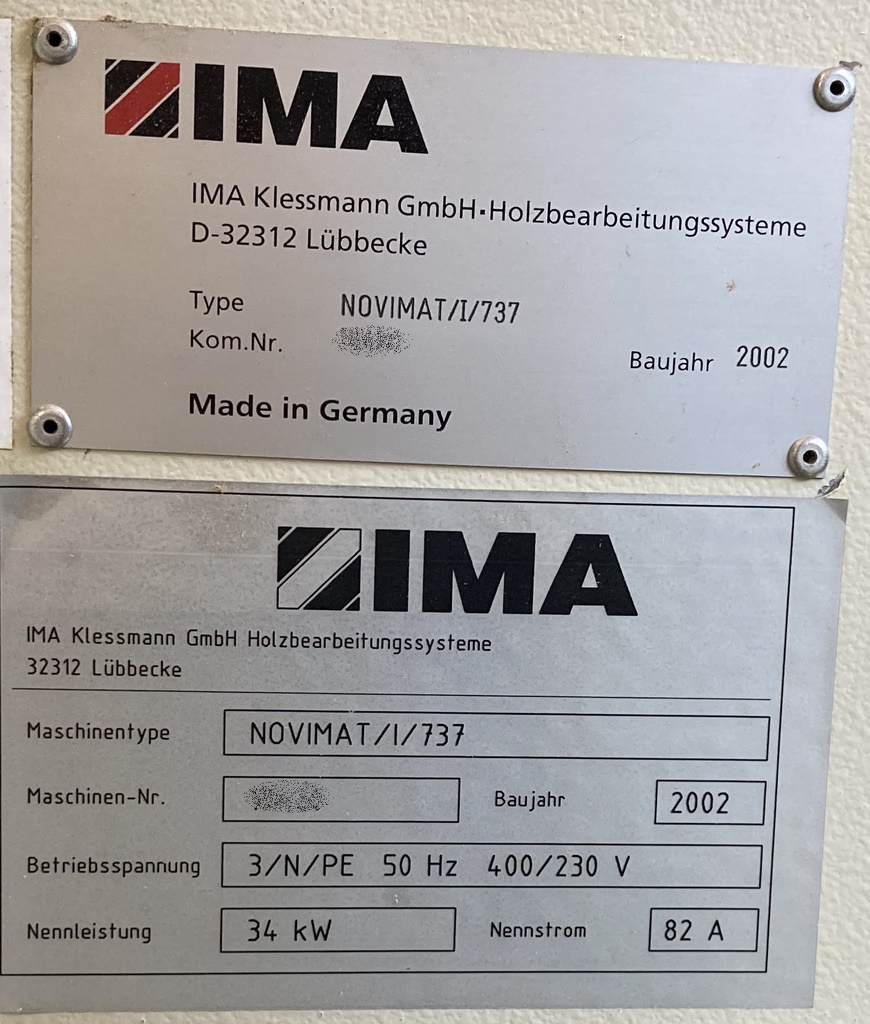 IMA
IMA Klessmann GmbH·Holzbearbeitungssysteme
D-32312 Lübbecke
Type NOVIMAT/I/737
Kom.Nr.
Baujahr 2002
Made in Germany
IMA
IMA Klessmann GmbH Holzbearbeitungssysteme
32312 Lübbecke
Maschinentype NOVIMAT/I/737
Maschinen-Nr. Baujahr 2002
Betriebsspannung 3/N/PE 50 Hz 400/230 V
Nennleistung 34 kW Nennstrom 82 A